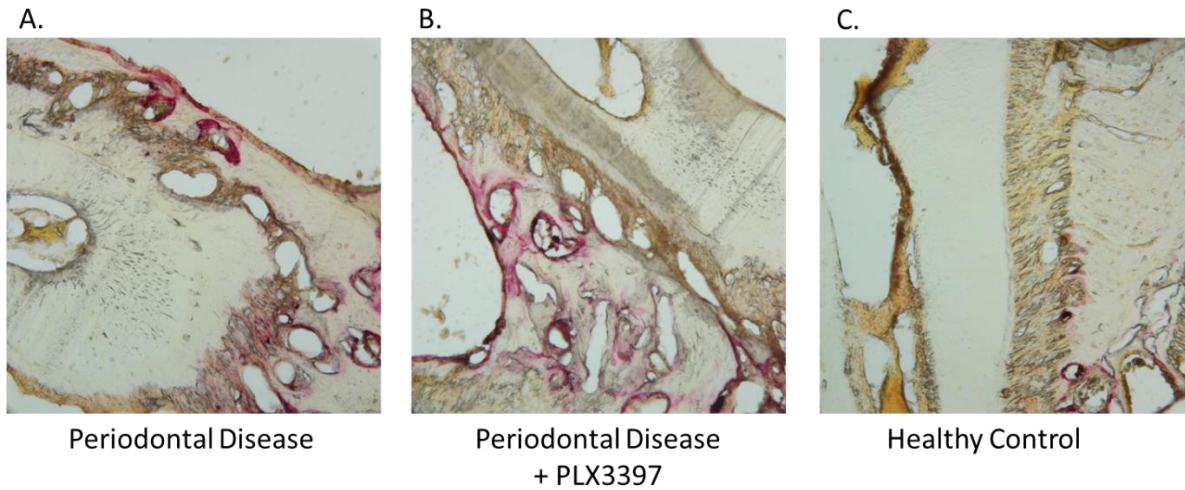 A.
B.
C.
Periodontal Disease
Periodontal Disease
+ PLX3397
Healthy Control